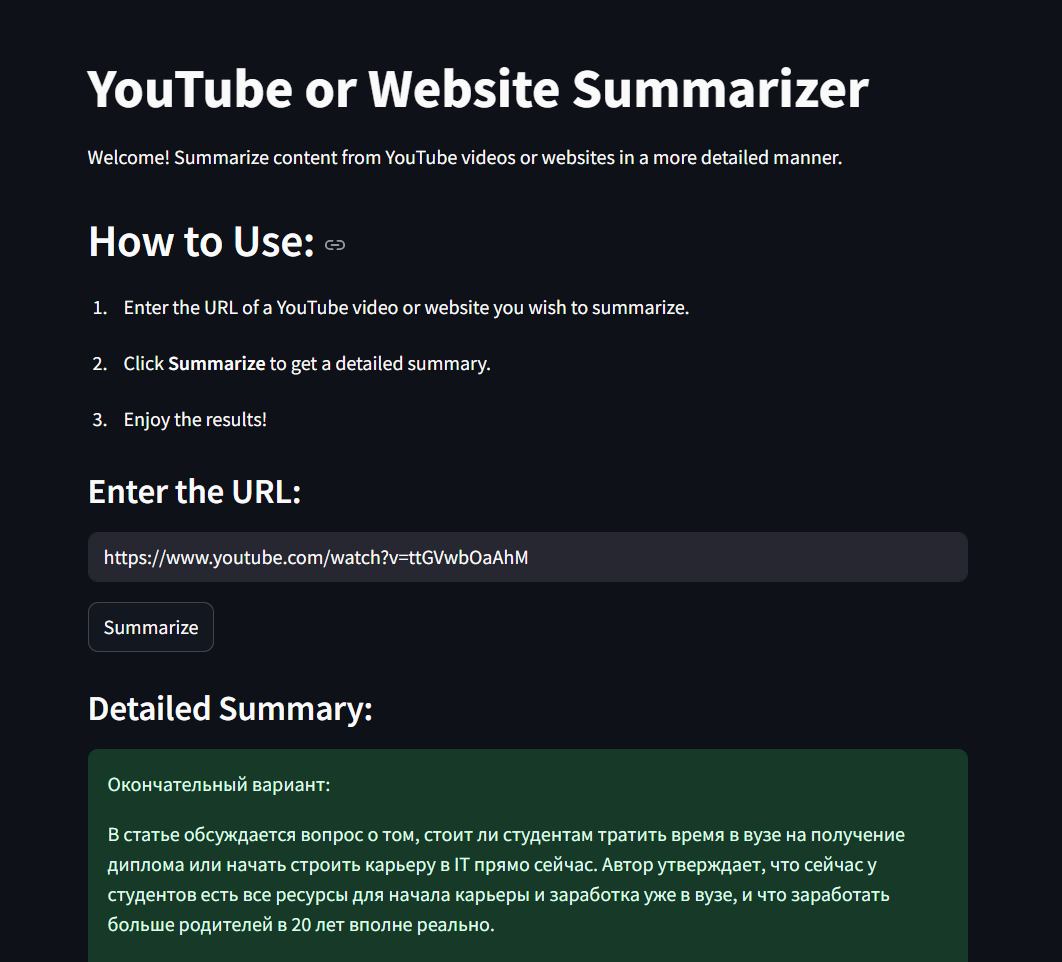 YouTube or Website Summarizer
Welcome! Summarize content from YouTube videos or websites in a more detailed manner.
How to Use:
1. Enter the URL of a YouTube video or website you wish to summarize.
2. Click Summarize to get a detailed summary.
3. Enjoy the results!
Enter the URL:
https://www.youtube.com/watch?v=ttGVwbOaAhM
Summarize
Detailed Summary:
Окончательный вариант:
В статье обсуждается вопрос о том, стоит ли студентам тратить время в вузе на получение
диплома или начать строить карьеру в IT прямо сейчас. Автор утверждает, что сейчас у
студентов есть все ресурсы для начала карьеры и заработка уже в вузе, и что заработать
больше родителей в 20 лет вполне реально.